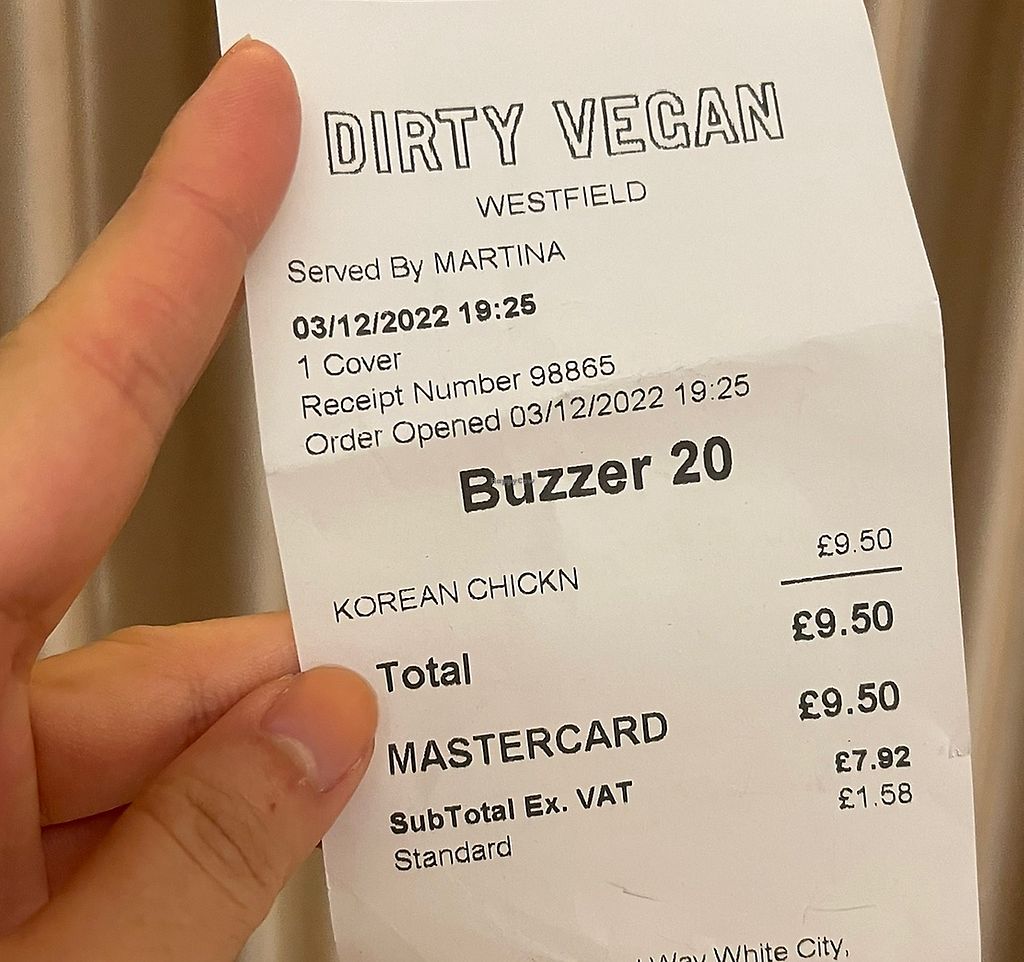 DIRTY VEGAN
WESTFIELD
Served By MARTINA
03/12/2022 19:25
1 Cover
Receipt Number 98865
Order Opened 03/12/2022 19:25
Buzzer 20
KOREAN CHICKN £9.50
Total £9.50
MASTERCARD £9.50
SubTotal Ex. VAT £7.92
Standard £1.58
Way White City,